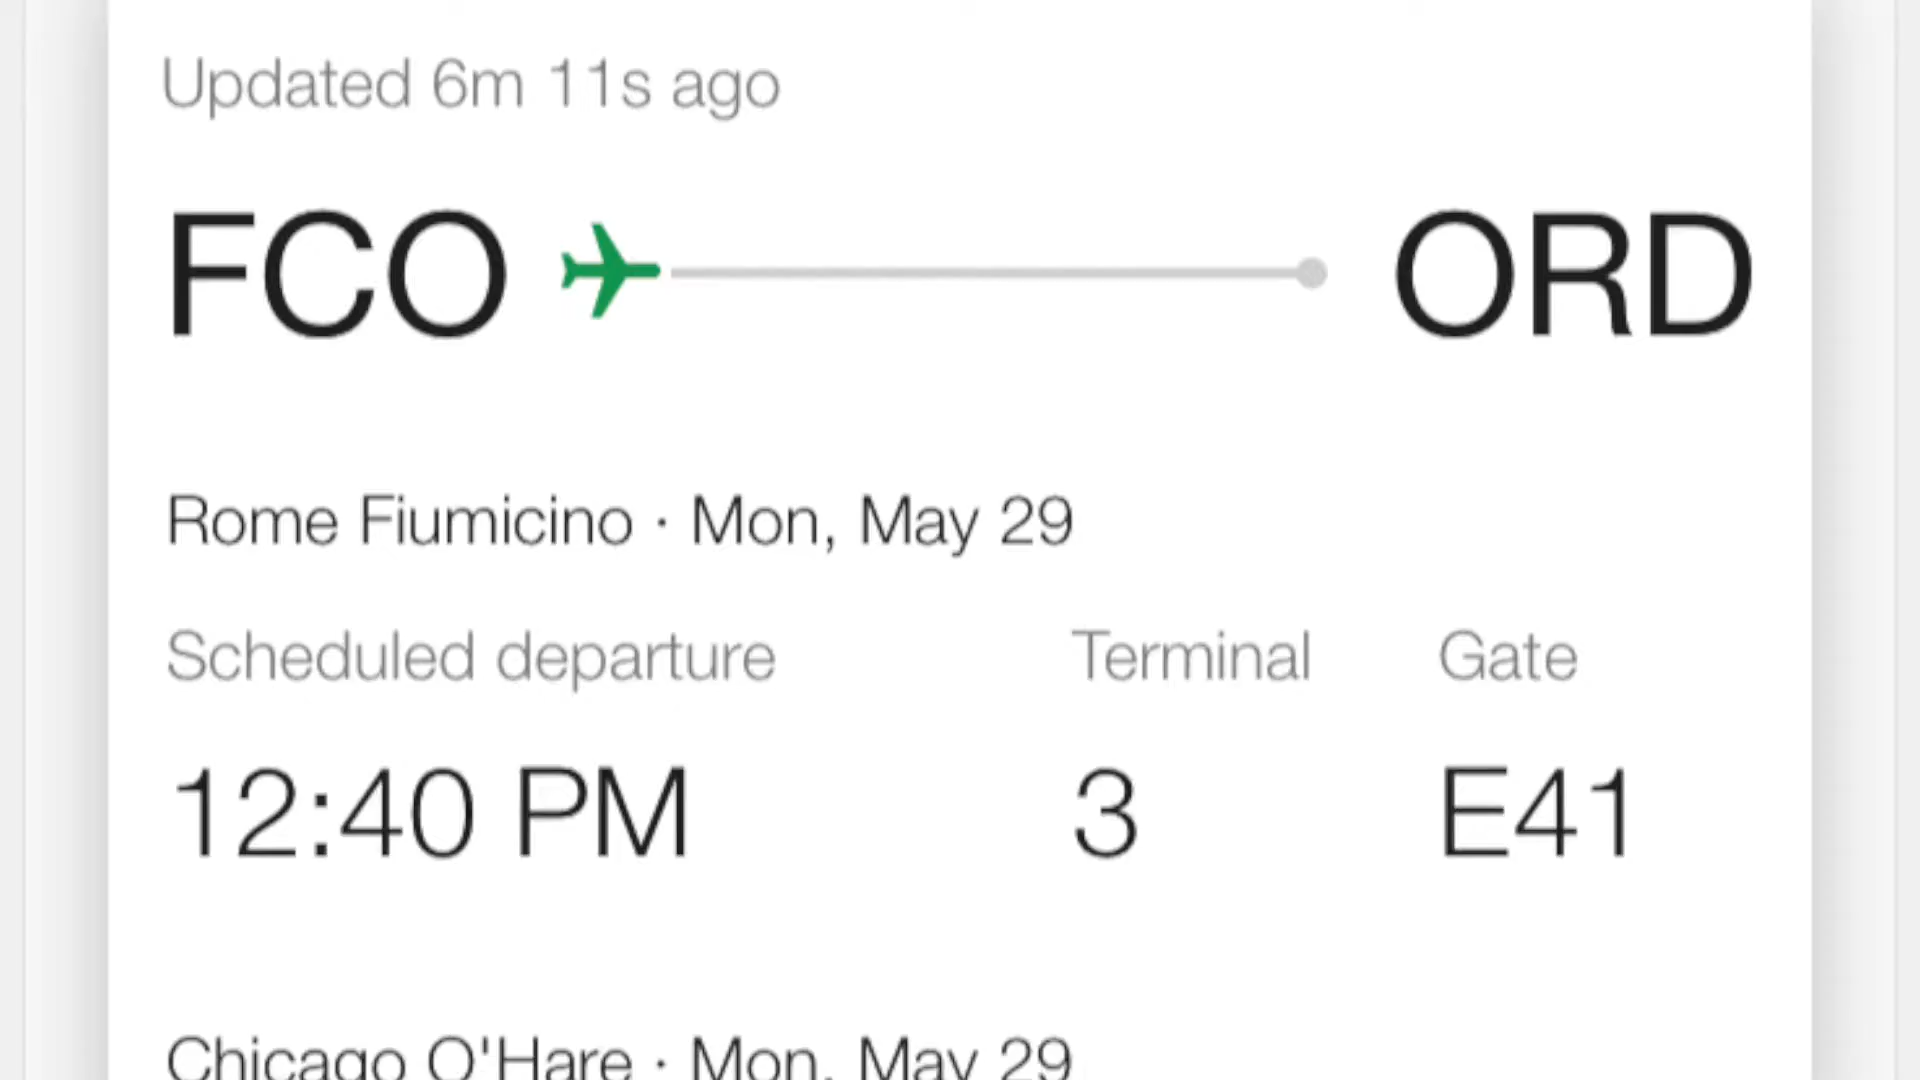 Updated 6m 11s ago
FCO ORD
Rome Fiumicino · Mon, May 29
Scheduled departure Terminal Gate
12:40 PM 3 E41
Chicago O'Hare · Mon, May 29